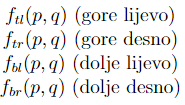 f_{tl}(p, q) (gore lijevo)
f_{tr}(p, q) (gore desno)
f_{bl}(p, q) (dolje lijevo)
f_{br}(p, q) (dolje desno)